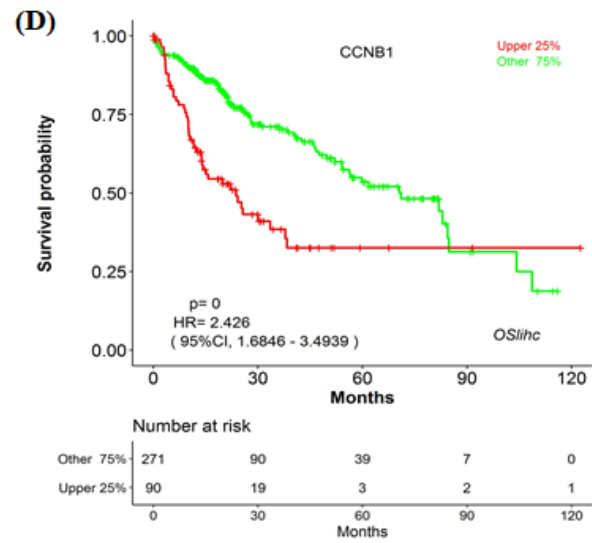 (D)
CCNB1
Upper 25%
Other 75%
Survival probability
1.00
0.75
0.50
0.25
0.00
p= 0
HR= 2.426
( 95%CI, 1.6846 - 3.4939 )
OSlihc
0 30 60 90 120
Months
Number at risk
Other 75% 271 90 39 7 0
Upper 25% 90 19 3 2 1
0 30 60 90 120
Months